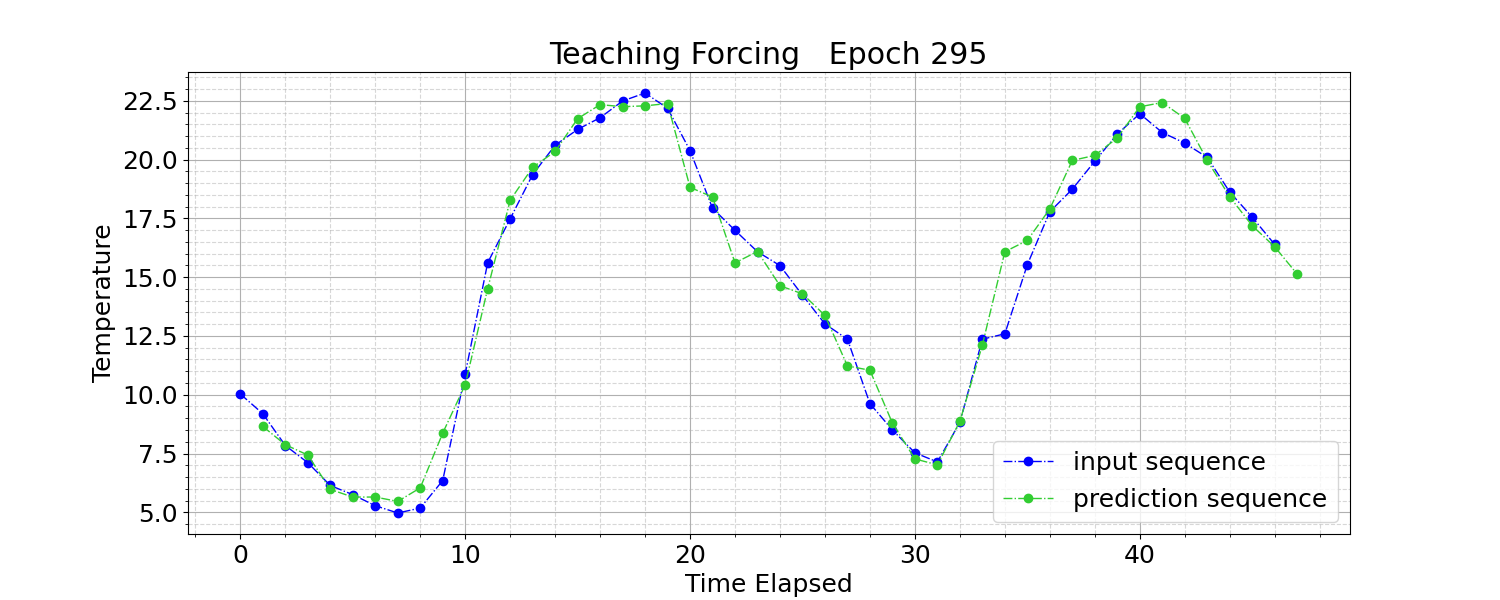 Teaching Forcing   Epoch 295
22.5
20.0
17.5
15.0
12.5
10.0
7.5
5.0
Temperature
input sequence
prediction sequence
0 10 20 30 40
Time Elapsed